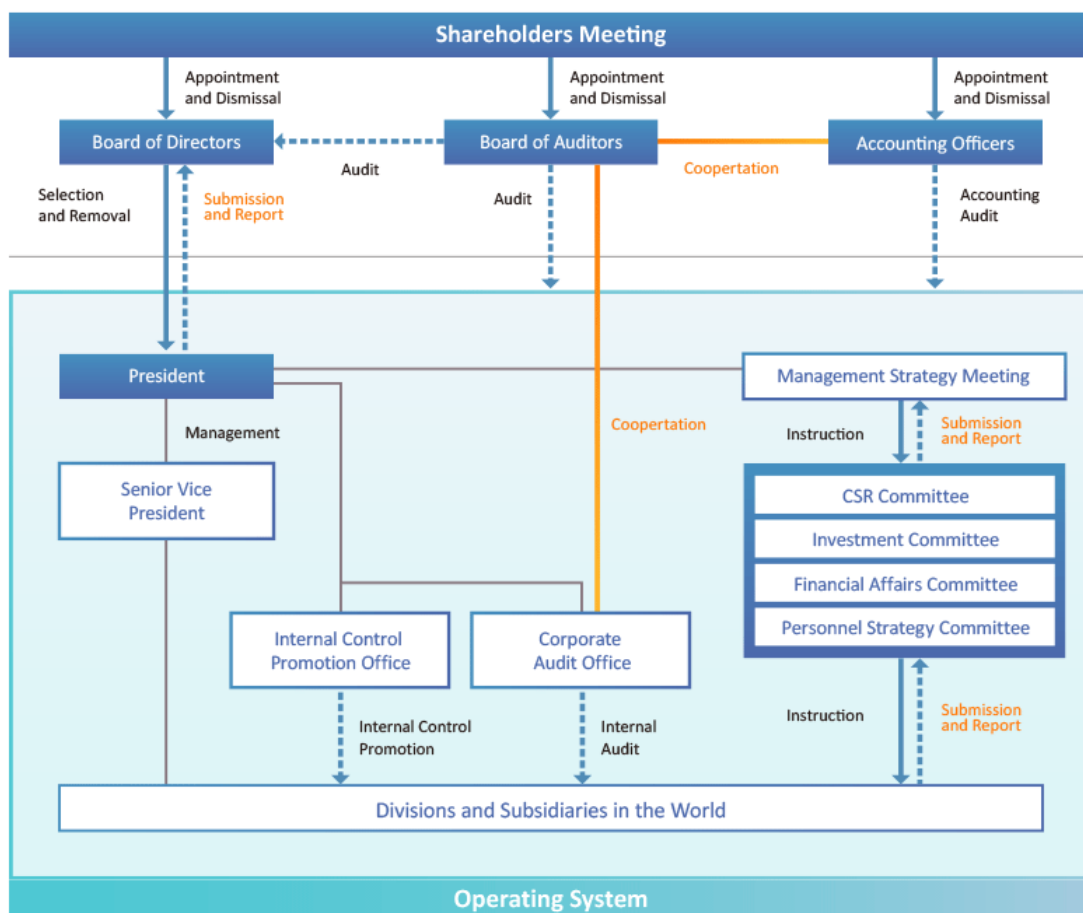 Shareholders Meeting
Appointment
and Dismissal
Appointment
and Dismissal
Appointment
and Dismissal
Board of Directors
Board of Auditors
Accounting Officers
Audit
Coopertation
Selection
and Removal
Submission
and Report
Audit
Accounting
Audit
President
Management Strategy Meeting
Management
Coopertation
Instruction
Submission
and Report
Senior Vice
President
CSR Committee
Investment Committee
Financial Affairs Committee
Personnel Strategy Committee
Internal Control
Promotion Office
Corporate
Audit Office
Internal Control
Promotion
Internal
Audit
Instruction
Submission
and Report
Divisions and Subsidiaries in the World
Operating System